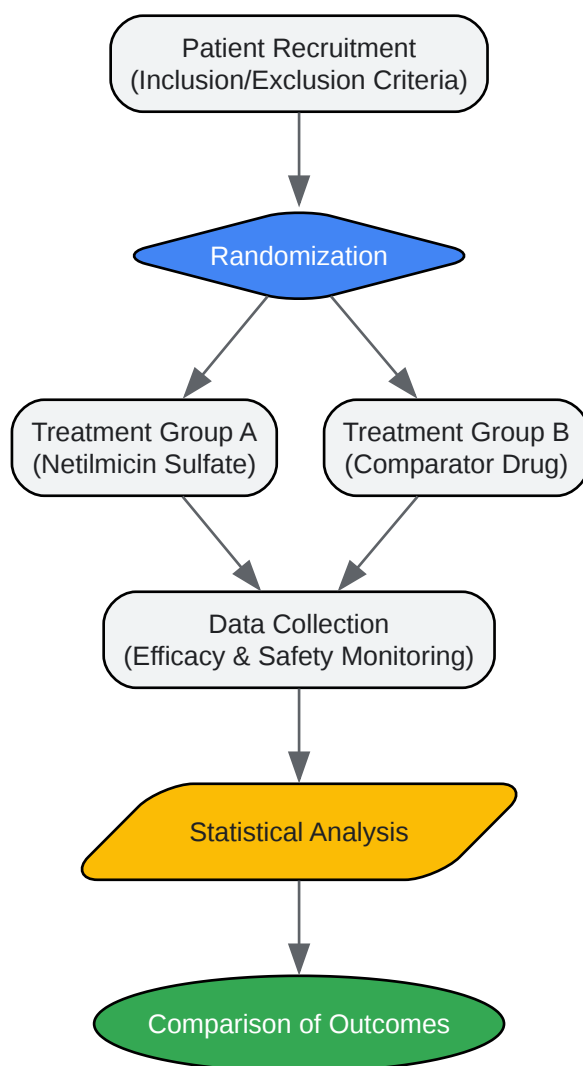 Patient Recruitment
(Inclusion/Exclusion Criteria)
Randomization
Treatment Group A
(Netilmicin Sulfate)
Treatment Group B
(Comparator Drug)
Data Collection
(Efficacy & Safety Monitoring)
Statistical Analysis
Comparison of Outcomes